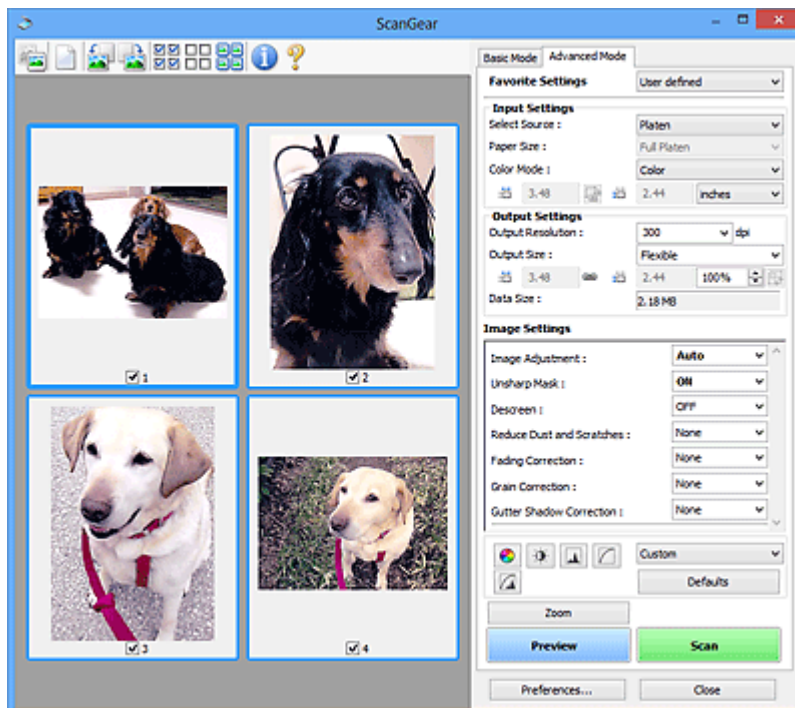 ScanGear
Basic Mode Advanced Mode
Favorite Settings User defined
Input Settings
Select Source : Platen
Paper Size : Full Platen
Color Mode : Color
3.48 2.44 inches
Output Settings
Output Resolution : 300 dpi
Output Size : Flexible
3.48 2.44 100%
Data Size : 2.18 MB
Image Settings
Image Adjustment : Auto
Unsharp Mask : ON
Descreen : OFF
Reduce Dust and Scratches : None
Fading Correction : None
Grain Correction : None
Gutter Shadow Correction : None
Custom
Defaults
Zoom
Preview Scan
Preferences... Close
1
2
3
4